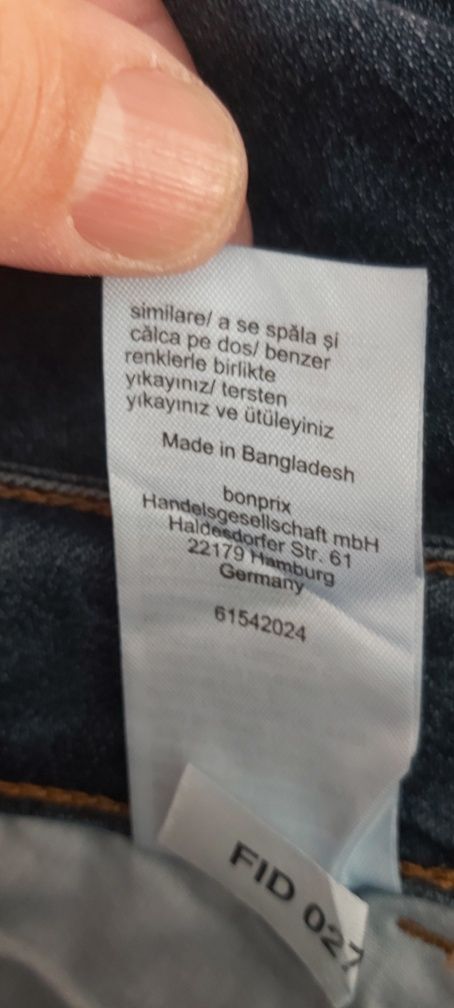 similare/ a se spăla și
călca pe dos/ benzer
renklerle birlikte
yıkayınız/ tersten
yıkayınız ve ütüleyiniz
Made in Bangladesh
bonprix
Handelsgesellschaft mbH
Haldesdorfer Str. 61
22179 Hamburg
Germany
61542024
FID 027